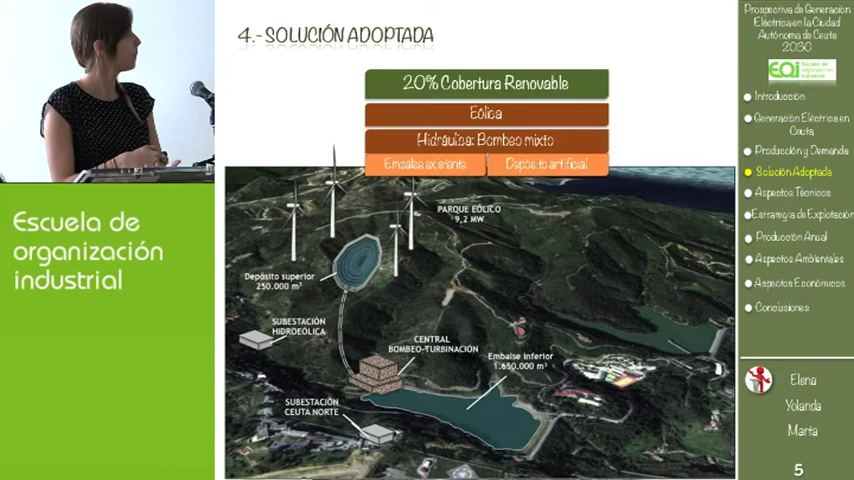 4.- SOLUCIÓN ADOPTADA
20% Cobertura Renovable
Eólica
Hidráulica: Bombeo mixto
Embalse existente
Depósito artificial
PARQUE EÓLICO
9,2 MW
Depósito superior
250.000 m³
SUBESTACIÓN
HIDROEÓLICA
CENTRAL
BOMBEO-TURBINACIÓN
Embalse inferior
1.650.000 m³
SUBESTACIÓN
CEUTA NORTE
Escuela de
organización
industrial
Prospectiva de Generación
Eléctrica en la Ciudad
Autónoma de Ceuta
2030
EOi
Escuela de
organización
industrial
Introducción
Generación Eléctrica en
Ceuta
Producción y Demanda
Solución Adoptada
Aspectos Técnicos
Estrategia de Explotación
Producción Anual
Aspectos Ambientales
Aspectos Económicos
Conclusiones
Elena
Yolanda
Marta
5